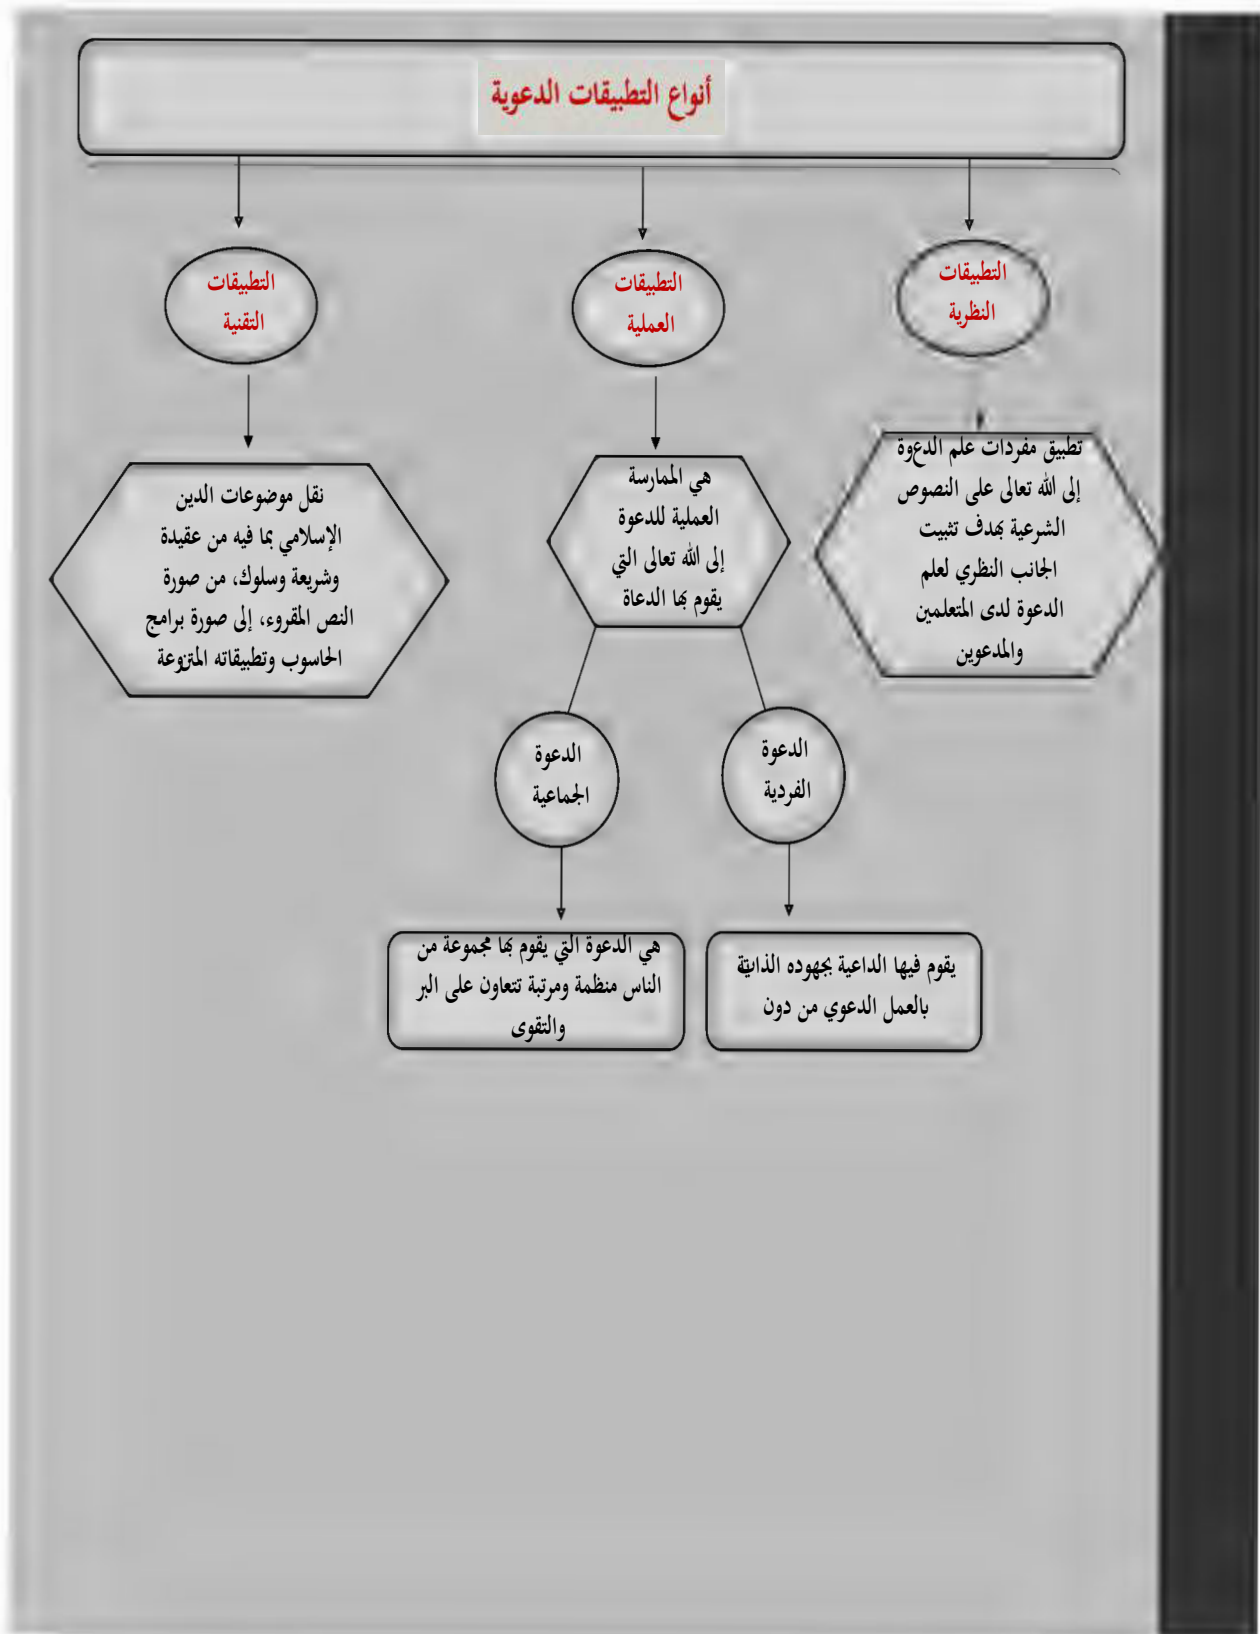 أنواع التطبيقات الدعوية
التطبيقات
النظرية
تطبيق مفردات علم الدعوة
إلى الله تعالى على النصوص
الشرعية بهدف تثبيت
الجانب النظري لعلم
الدعوة لدى المتعلمين
والمدعوين
التطبيقات
العملية
هي الممارسة
العملية للدعوة
إلى الله تعالى التي
يقوم بها الدعاة
الدعوة
الفردية
يقوم فيها الداعية بجهوده الذاتية
بالعمل الدعوي من دون
الدعوة
الجماعية
هي الدعوة التي يقوم بها مجموعة من
الناس منظمة ومرتبة تتعاون على البر
والتقوى
التطبيقات
التقنية
نقل موضوعات الدين
الإسلامي بما فيه من عقيدة
وشريعة وسلوك، من صورة
النص المقروء، إلى صورة برامج
الحاسوب وتطبيقاته المتنوعة